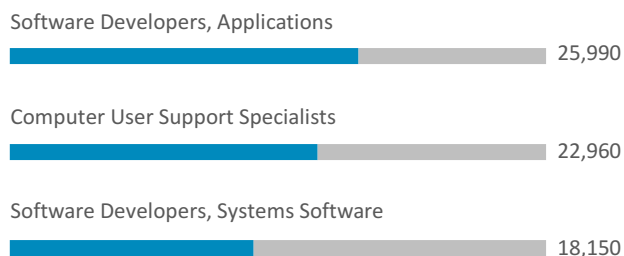 Software Developers, Applications
25,990
Computer User Support Specialists
22,960
Software Developers, Systems Software
18,150